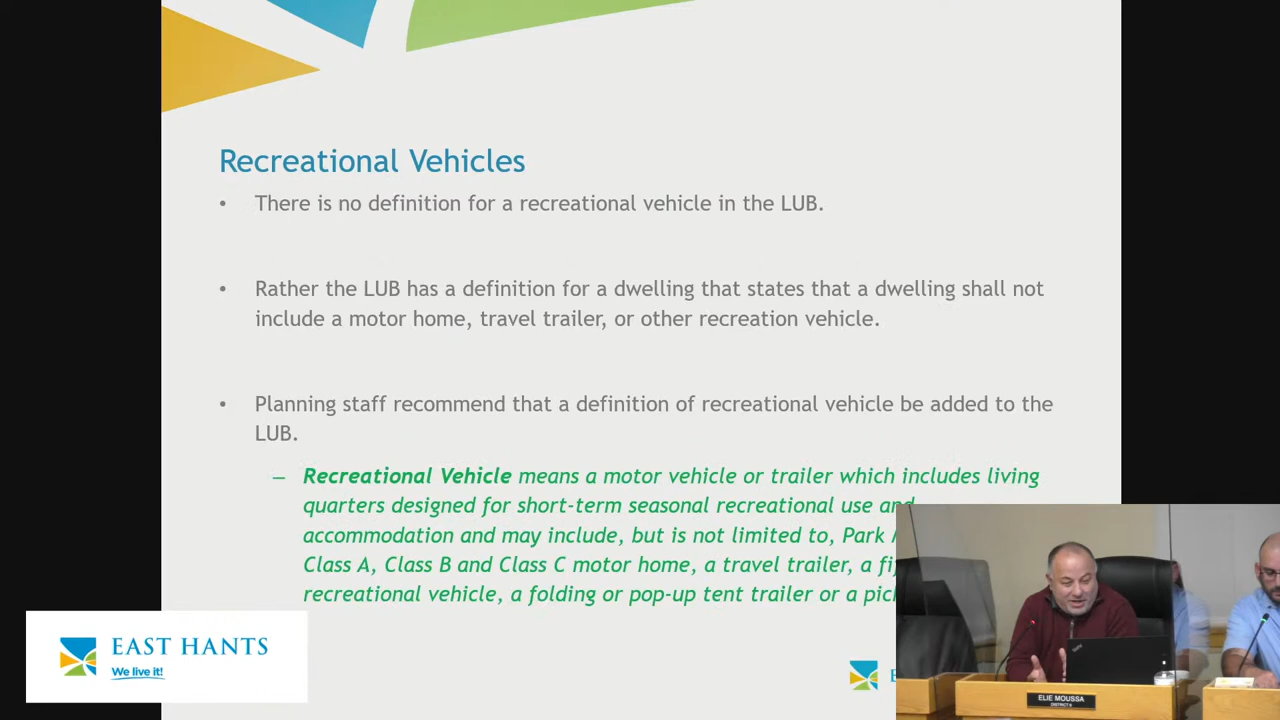 Recreational Vehicles
• There is no definition for a recreational vehicle in the LUB.
• Rather the LUB has a definition for a dwelling that states that a dwelling shall not
include a motor home, travel trailer, or other recreation vehicle.
• Planning staff recommend that a definition of recreational vehicle be added to the
LUB.
– Recreational Vehicle means a motor vehicle or trailer which includes living
quarters designed for short-term seasonal recreational use and
accommodation and may include, but is not limited to, Park
Class A, Class B and Class C motor home, a travel trailer, a
recreational vehicle, a folding or pop-up tent trailer or a
EAST HANTS
We live it!
ELIE MOUSSA